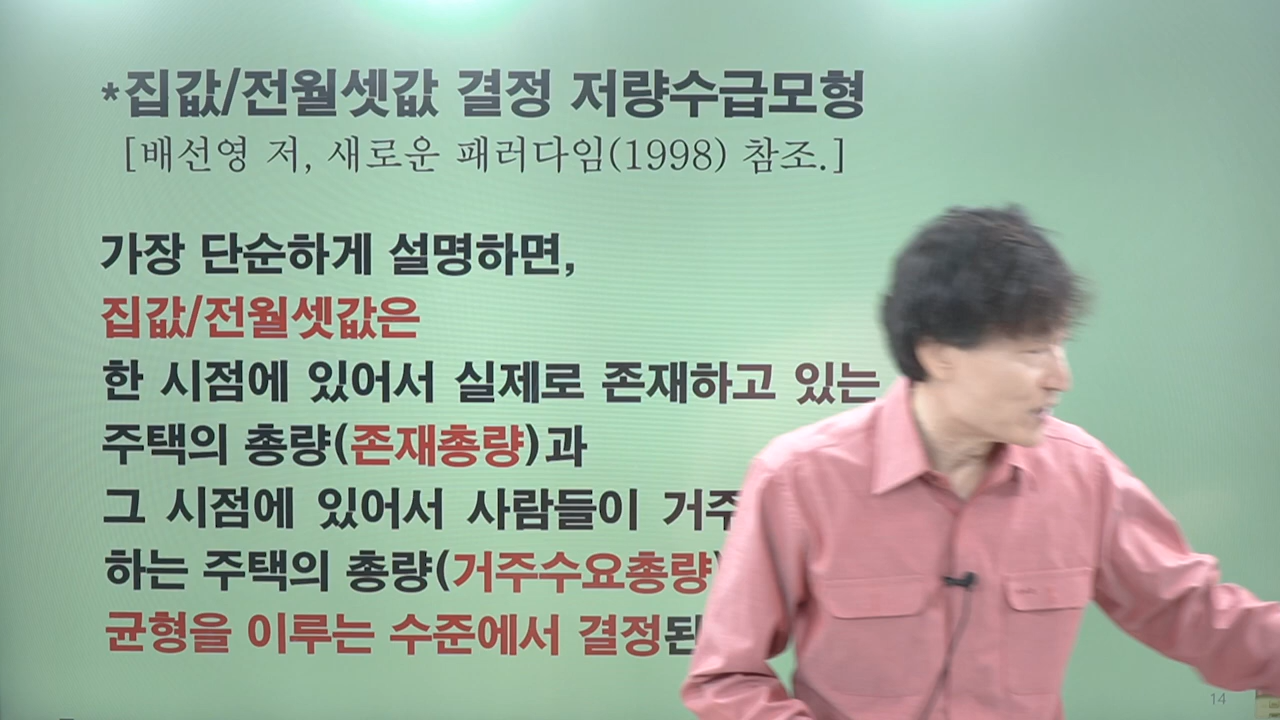 *집값/전월셋값 결정 저량수급모형
[배선영 저, 새로운 패러다임(1998) 참조.]
가장 단순하게 설명하면,
집값/전월셋값은
한 시점에 있어서 실제로 존재하고 있는
주택의 총량(존재총량)과
그 시점에 있어서 사람들이
하는 주택의 총량(거주수요총량)
균형을 이루는 수준에서 결정된
14